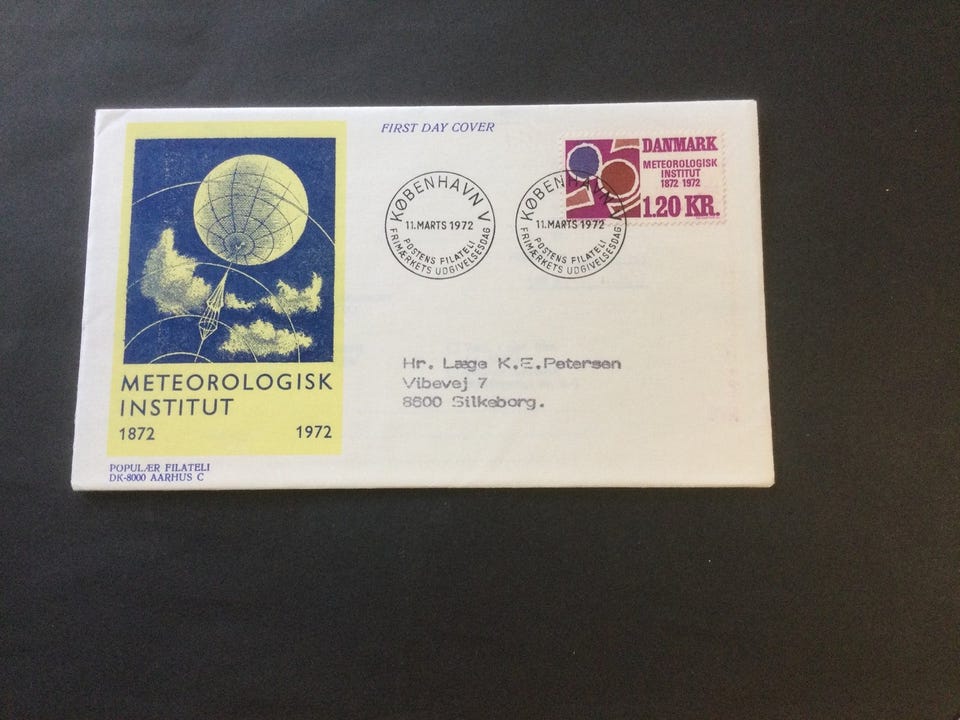 FIRST DAY COVER
DANMARK
METEOROLOGISK
INSTITUT
1872 1972
1.20 KR.
KØBENHAVN V
11. MARTS 1972
POSTENS FILATELI
FRIMÆRKETS UDGIVELSESDAG
KØBENHAVN V
11. MARTS 1972
POSTENS FILATELI
FRIMÆRKETS UDGIVELSESDAG
Hr. Læge K.E.Petersen
Vibevej 7
8600 Silkeborg.
METEOROLOGISK
INSTITUT
1872 1972
POPULÆR FILATELI
DK-8000 AARHUS C